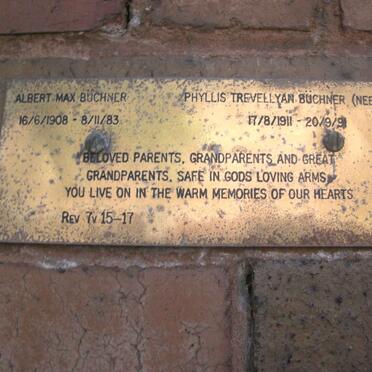 ALBERT MAX BUCHNER PHYLLIS TREVELLYAN BUCHNER (NEE
16/6/1908 - 8/11/83 17/8/1911 - 20/9/91
BELOVED PARENTS, GRANDPARENTS AND GREAT
GRANDPARENTS, SAFE IN GODS LOVING ARMS
YOU LIVE ON IN THE WARM MEMORIES OF OUR HEARTS
REV 7V 15-17